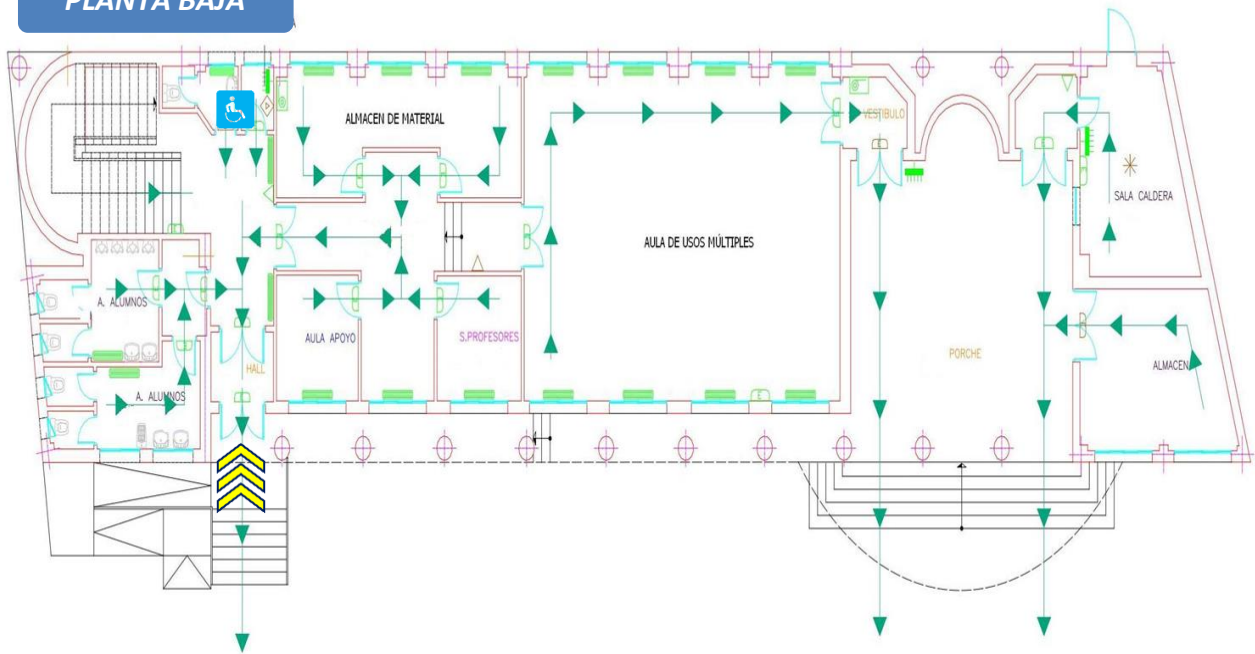 PLANTA BAJA
ALMACEN DE MATERIAL
VESTIBULO
SALA CALDERA
AULA DE USOS MÚLTIPLES
A. ALUMNOS
AULA APOYO
S.PROFESORES
PORCHE
HALL
ALMACEN
A. ALUMNOS